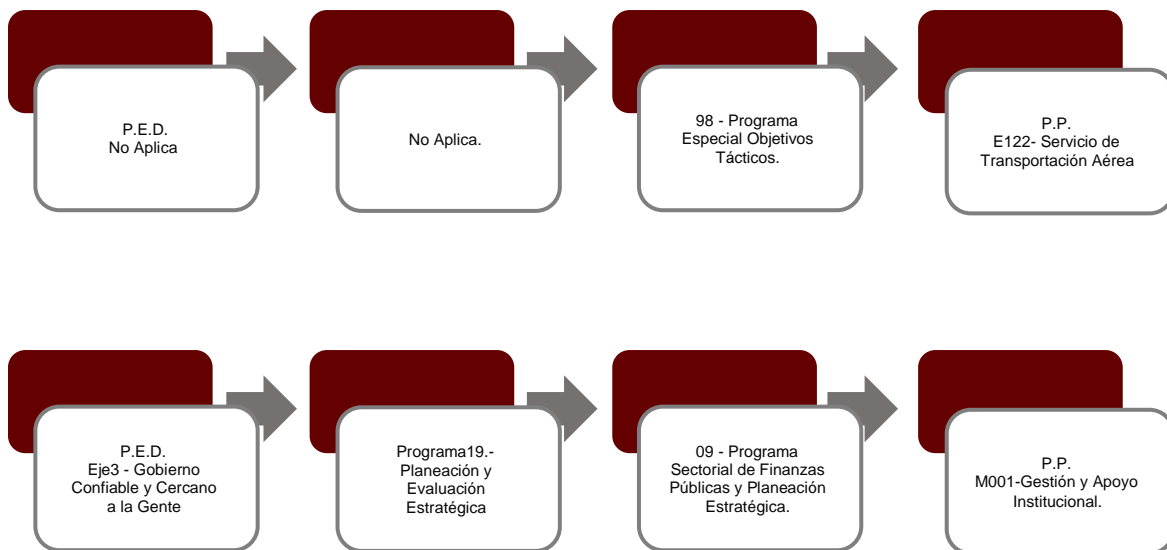 P.E.D.
No Aplica
No Aplica.
98 - Programa
Especial Objetivos
Tácticos.
P.P.
E122- Servicio de
Transportación Aérea
P.E.D.
Eje3 - Gobierno
Confiable y Cercano
a la Gente
Programa19.-
Planeación y
Evaluación
Estratégica
09 - Programa
Sectorial de Finanzas
Públicas y Planeación
Estratégica.
P.P.
M001-Gestión y Apoyo
Institucional.